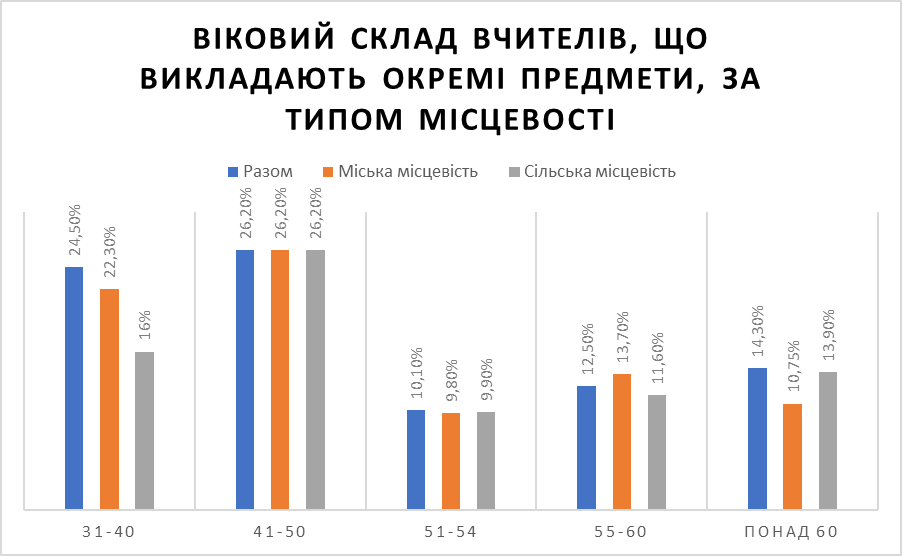 ВІКОВИЙ СКЛАД ВЧИТЕЛІВ, ЩО
ВИКЛАДАЮТЬ ОКРЕМІ ПРЕДМЕТИ, ЗА
ТИПОМ МІСЦЕВОСТІ
Разом Міська місцевість Сільська місцевість
24,50% 22,30% 16% 26,20% 26,20% 26,20% 10,10% 9,80% 9,90% 12,50% 13,70% 11,60% 14,30% 10,75% 13,90%
31-40 41-50 51-54 55-60 ПОНАД 60